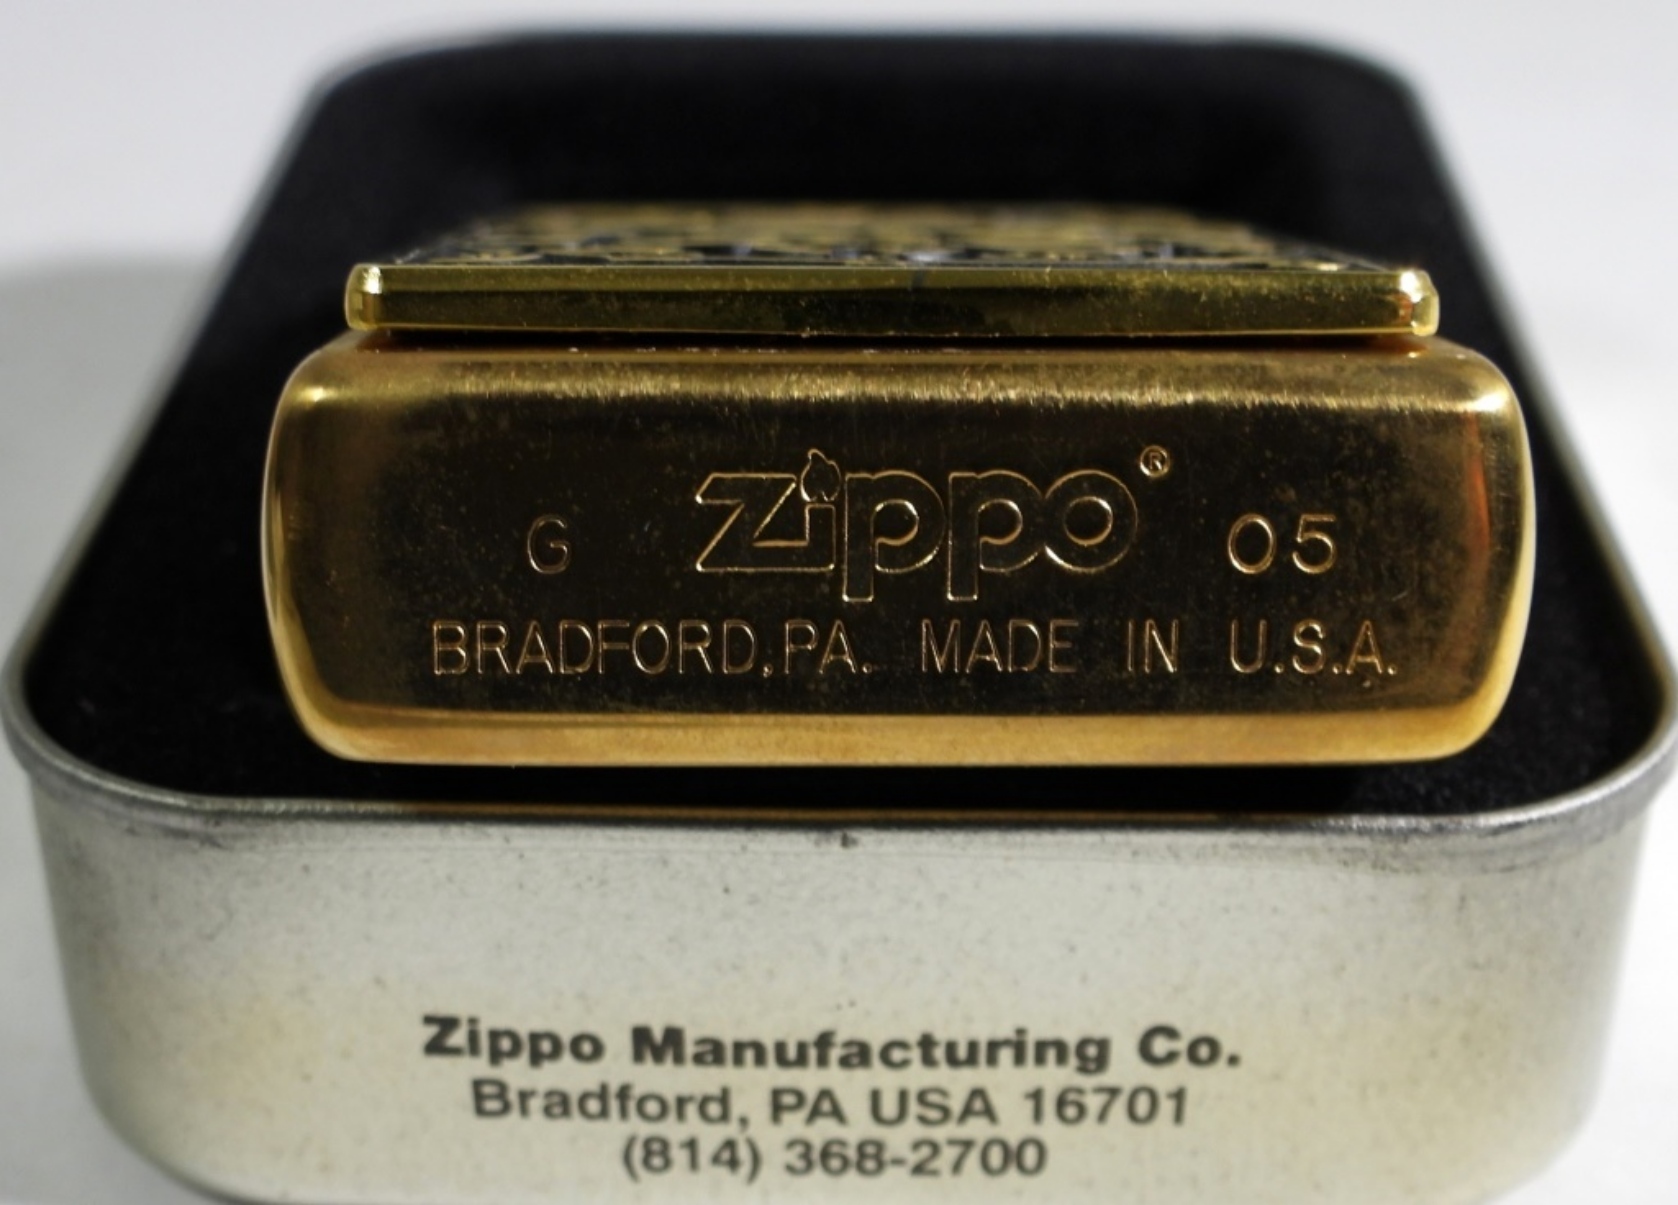 G zippo® 05
BRADFORD,PA. MADE IN U.S.A.
Zippo Manufacturing Co.
Bradford, PA USA 16701
(814) 368-2700